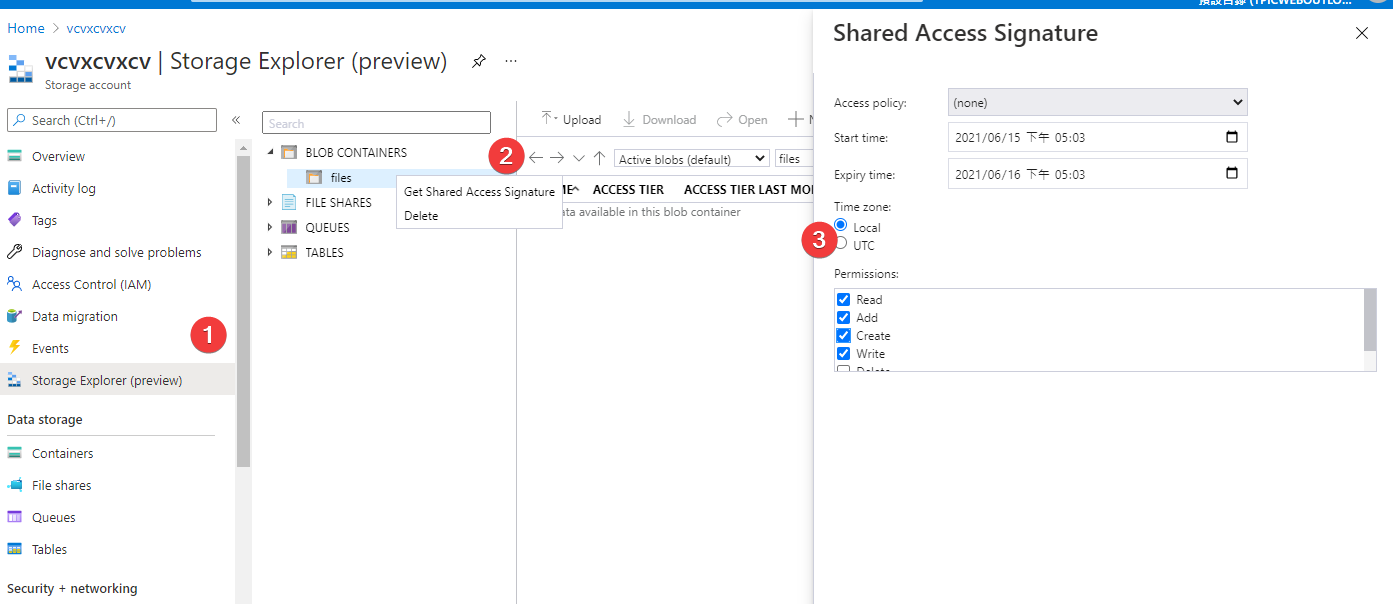 Home > vcvxcvxcv
vcvxcvxcv | Storage Explorer (preview) ...
Storage account
Search (Ctrl+/)
«
Overview
Activity log
Tags
Diagnose and solve problems
Access Control (IAM)
Data migration
Events
1
Storage Explorer (preview)
Data storage
Containers
File shares
Queues
Tables
Security + networking
Search
BLOB CONTAINERS
files
FILE SHARES
QUEUES
TABLES
2
Get Shared Access Signature
Delete
Upload Download Open N
Active blobs (default) files
ME ACCESS TIER ACCESS TIER LAST MO
ata available in this blob container
Shared Access Signature
Access policy: (none)
Start time: 2021/06/15 下午 05:03
Expiry time: 2021/06/16 下午 05:03
Time zone:
Local
3
UTC
Permissions:
Read
Add
Create
Write
Delete